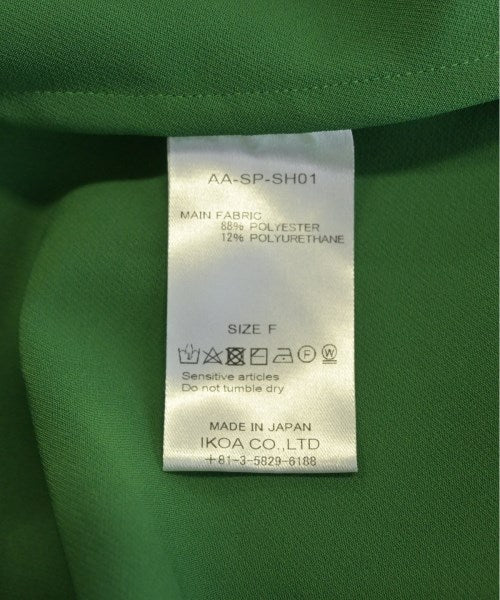 AA-SP-SH01
MAIN FABRIC
88% POLYESTER
12% POLYURETHANE
SIZE F
Sensitive articles
Do not tumble dry
MADE IN JAPAN
IKOA CO.,LTD
+81-3-5829-6188